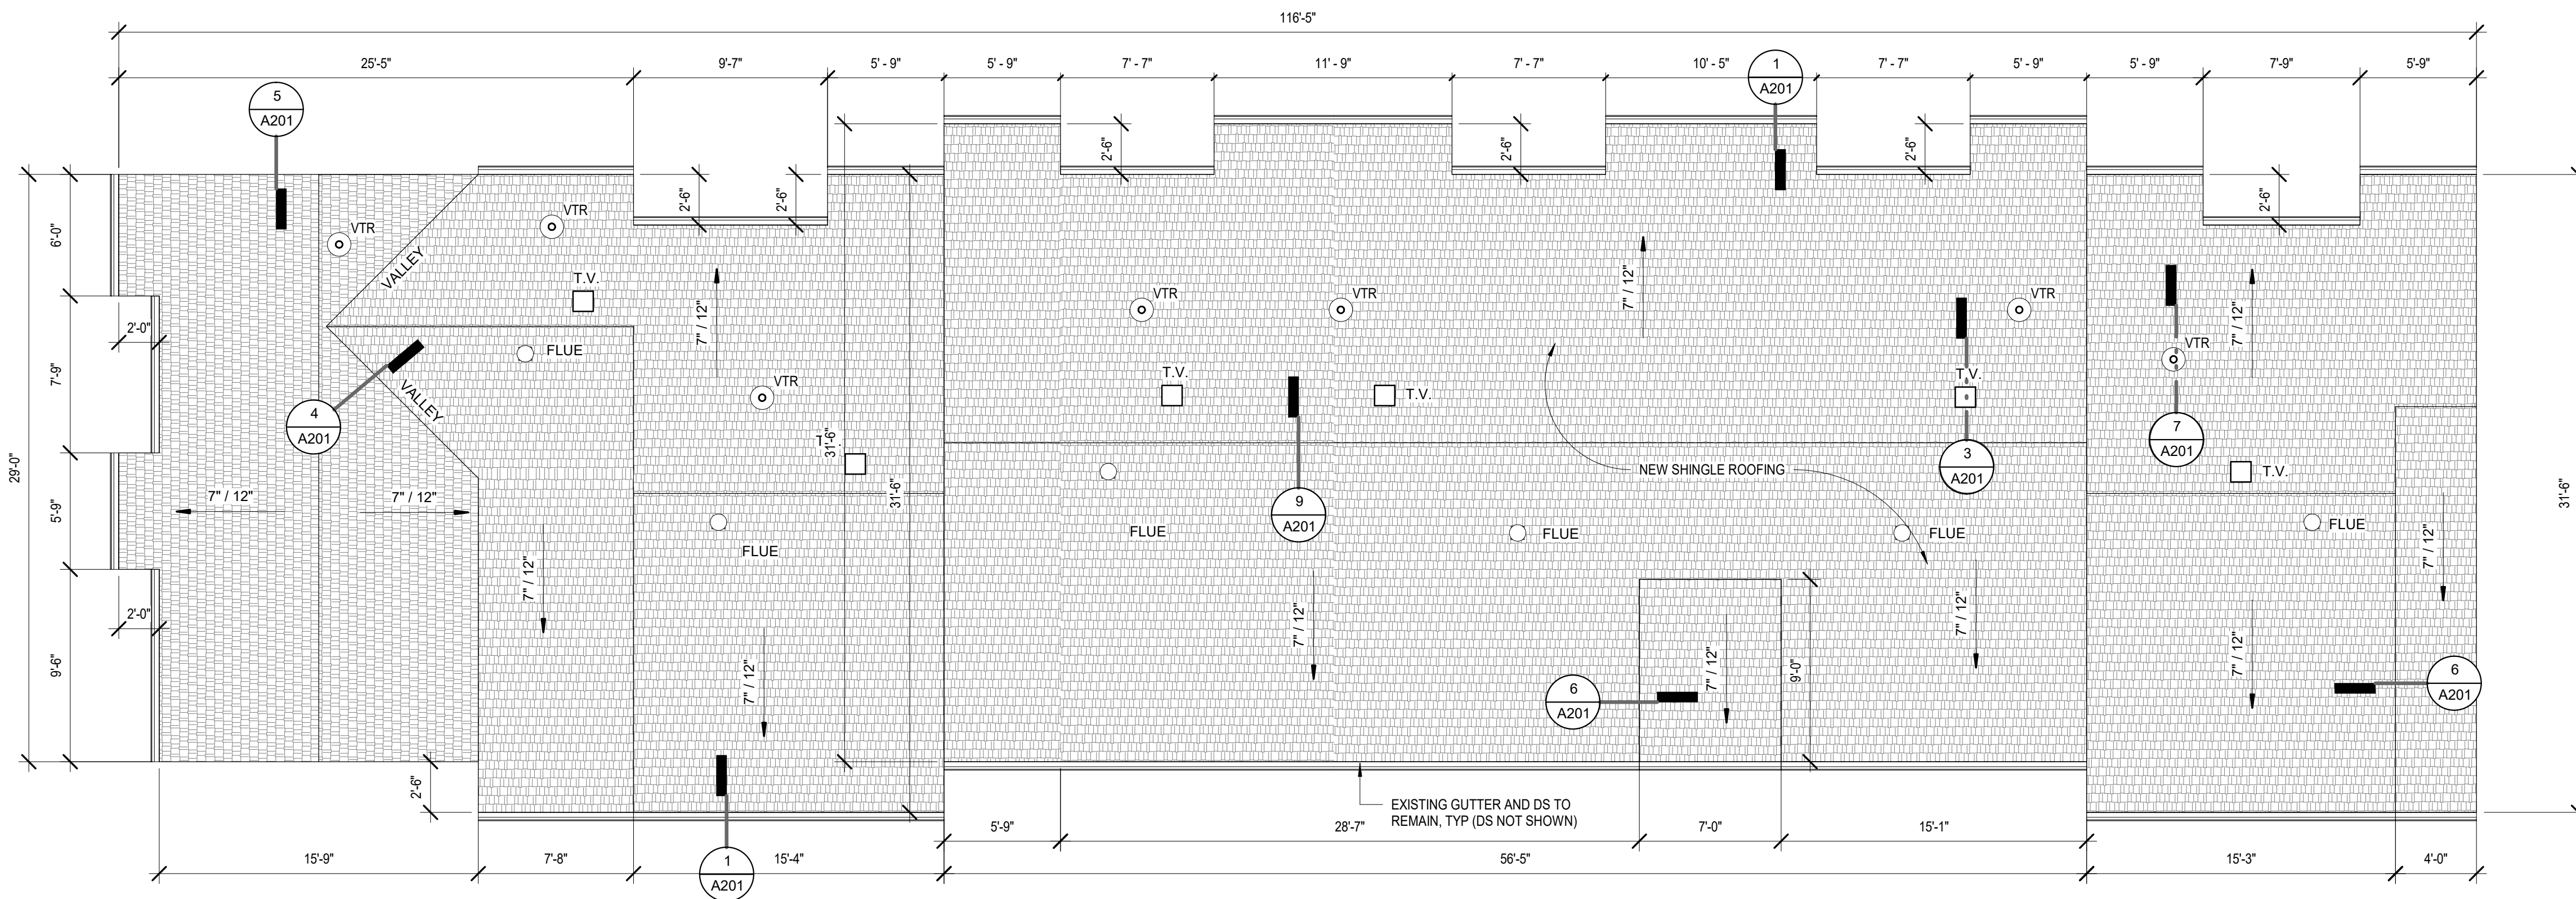 116'-5"
25'-5"
9'-7"
5' - 9"
5' - 9"
7' - 7"
11' - 9"
7' - 7"
10' - 5"
7' - 7"
5' - 9"
5' - 9"
7'-9"
5'-9"
5
A201
1
A201
2'-6"
2'-6"
2'-6"
2'-6"
2'-6"
2'-6"
29'-0"
6'-0"
7'-9"
5'-9"
9'-6"
2'-0"
2'-0"
2'-6"
VTR
VALLEY
VTR
T.V.
7" / 12"
FLUE
VALLEY
4
A201
VTR
31'-6"
31'-6"
7" / 12"
7" / 12"
7" / 12"
FLUE
7" / 12"
1
A201
VTR
VTR
7" / 12"
VTR
T.V.
T.V.
T.V.
9
A201
FLUE
7" / 12"
NEW SHINGLE ROOFING
FLUE
FLUE
3
A201
7" / 12"
6
A201
7" / 12"
9'-0"
7" / 12"
VTR
7
A201
T.V.
FLUE
7" / 12"
7" / 12"
6
A201
31'-6"
EXISTING GUTTER AND DS TO
REMAIN, TYP (DS NOT SHOWN)
5'-9"
28'-7"
7'-0"
15'-1"
15'-9"
7'-8"
15'-4"
56'-5"
15'-3"
4'-0"